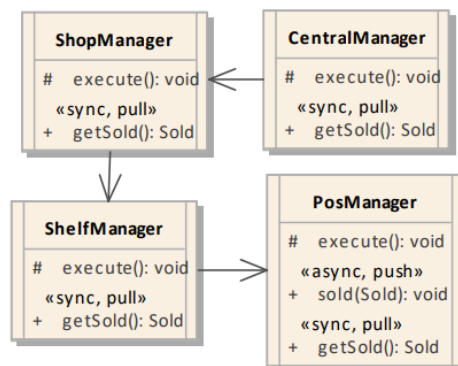 ShopManager
# execute(): void
«sync, pull»
+ getSold(): Sold
CentralManager
# execute(): void
«sync, pull»
+ getSold(): Sold
ShelfManager
# execute(): void
«sync, pull»
+ getSold(): Sold
PosManager
# execute(): void
«async, push»
+ sold(Sold): void
«sync, pull»
+ getSold(): Sold